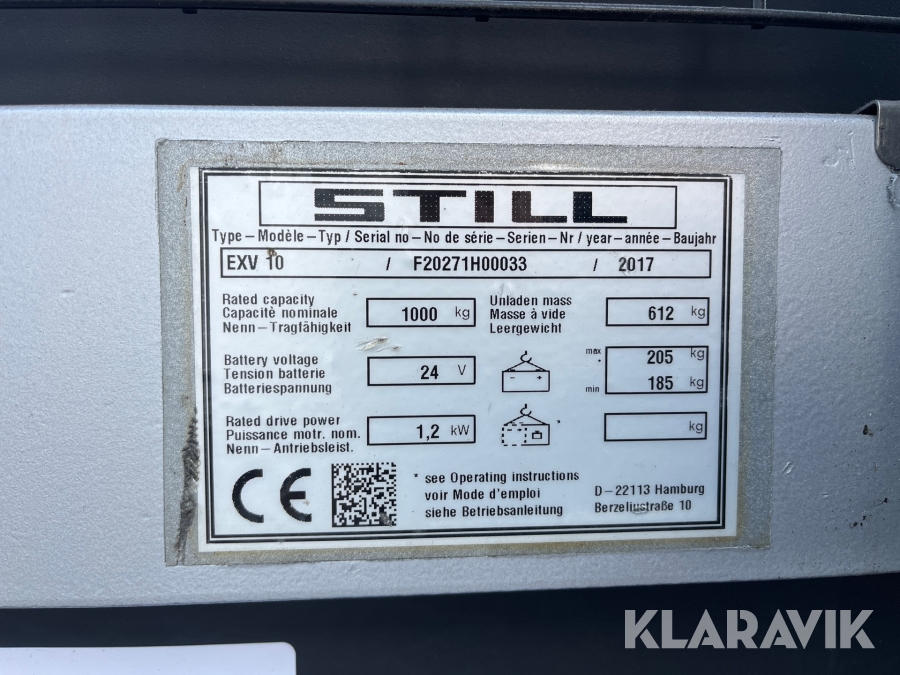 STILL
Type – Modèle – Typ / Serial no – No de série – Serien – Nr / year – année – Baujahr
EXV 10 / F20271H00033 / 2017
Rated capacity
Capacité nominale
Nenn – Tragfähigkeit
1000 kg
Unladen mass
Masse à vide
Leergewicht
612 kg
Battery voltage
Tension batterie
Batteriespannung
24 V
- +
max
*
205 kg
min
185 kg
Rated drive power
Puissance motr. nom.
Nenn – Antriebsleist.
1,2 kW
*
kg
CE
* see Operating instructions
voir Mode d'emploi
siehe Betriebsanleitung
D – 22113 Hamburg
Berzeliusstraße 10
KLARAVIK